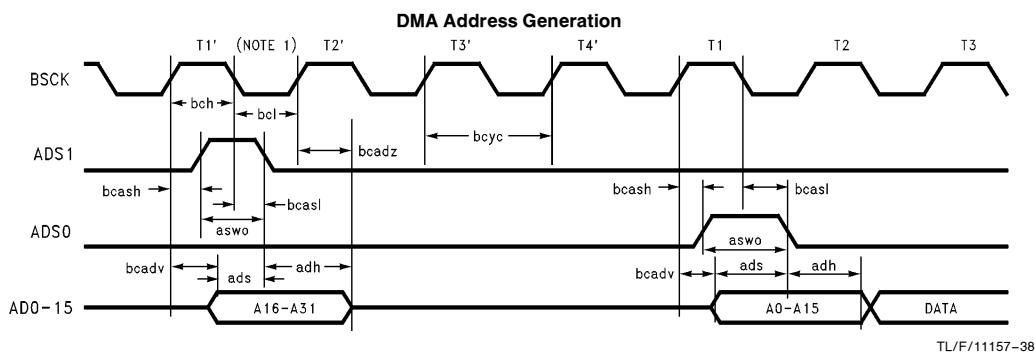 DMA Address Generation
T1' (NOTE 1) T2' T3' T4' T1 T2 T3
BSCK
bch bcl bcadz bcyc
ADS1
bcash bcasl bcash bcasl
aswo
ADS0
aswo
bcadv ads adh bcadv ads adh
AD0-15 A16-A31 A0-A15 DATA
TL/F/11157-38